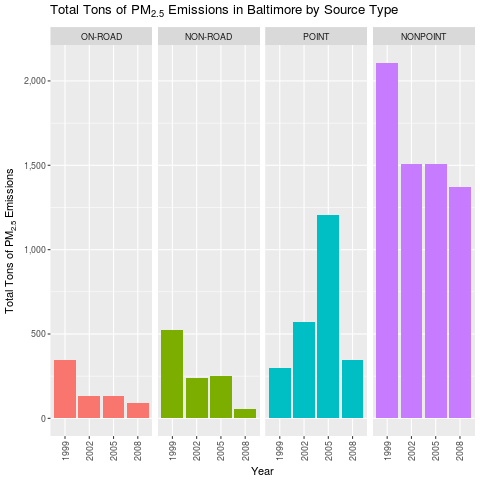 Total Tons of PM2.5 Emissions in Baltimore by Source Type
ON-ROAD NON-ROAD POINT NONPOINT
2,000
1,500
1,000
500
0
Total Tons of PM2.5 Emissions
1999 2002 2005 2008 1999 2002 2005 2008 1999 2002 2005 2008 1999 2002 2005 2008
Year